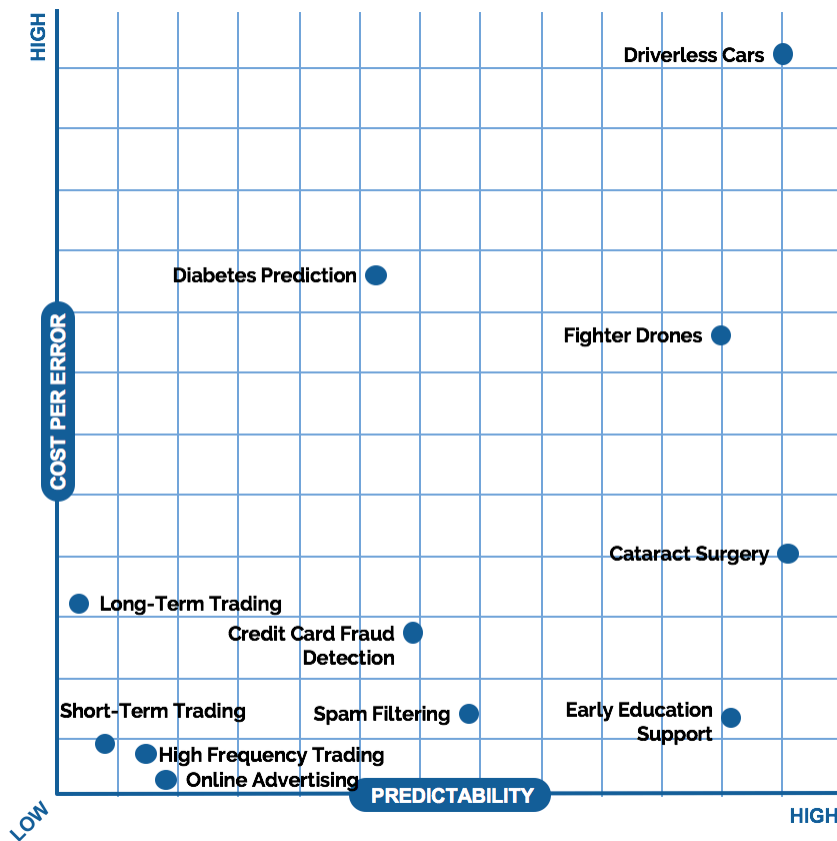 HIGH
Driverless Cars
Diabetes Prediction
Fighter Drones
COST PER ERROR
Cataract Surgery
Long-Term Trading
Credit Card Fraud
Detection
Short-Term Trading
Spam Filtering
Early Education
Support
High Frequency Trading
Online Advertising
PREDICTABILITY
LOW
HIGH